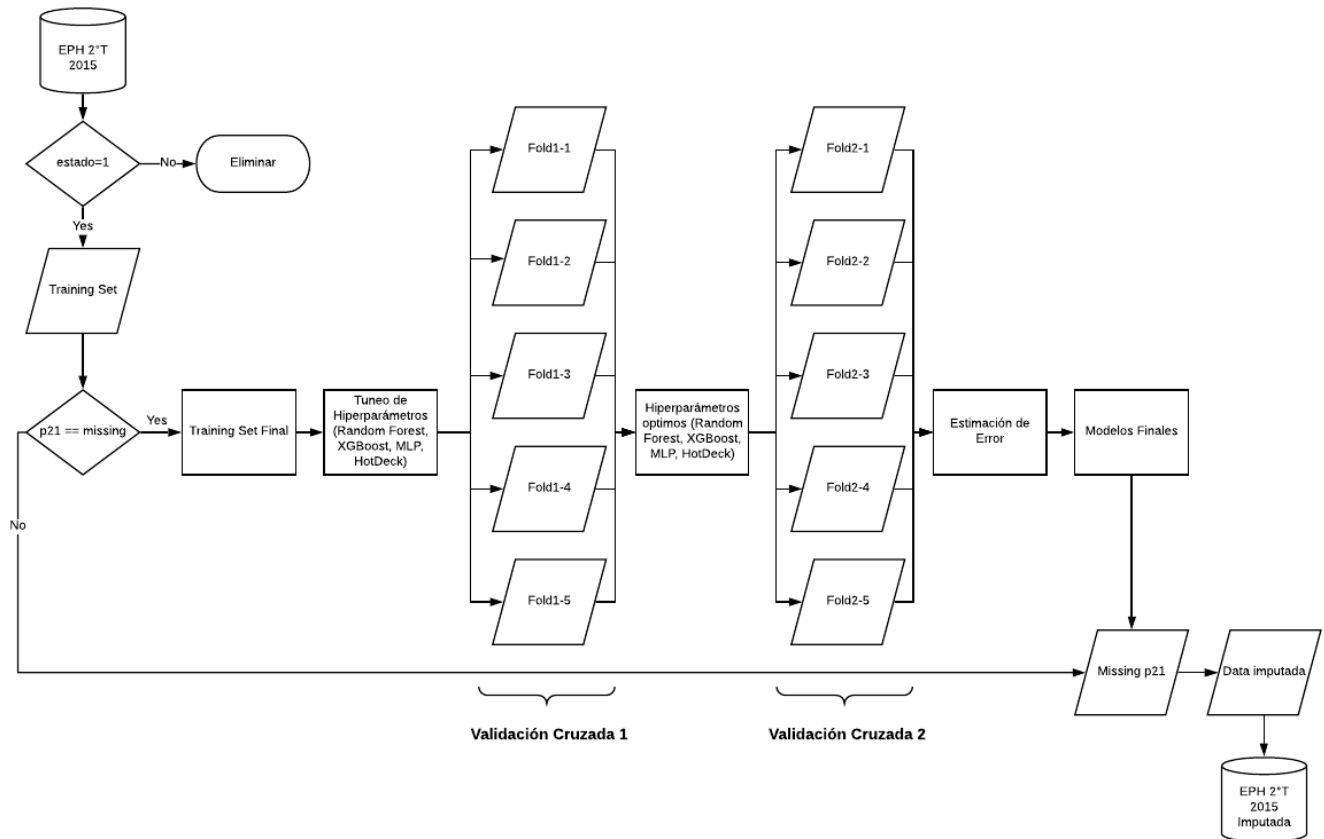 EPH 2°T
2015
estado=1
No
Eliminar
Yes
Training Set
p21 == missing
Yes
No
Training Set Final
Tuneo de
Hiperparámetros
(Random Forest,
XGBoost, MLP,
HotDeck)
Fold1-1
Fold1-2
Fold1-3
Fold1-4
Fold1-5
Validación Cruzada 1
Hiperparámetros
optimos (Random
Forest, XGBoost,
MLP, HotDeck)
Fold2-1
Fold2-2
Fold2-3
Fold2-4
Fold2-5
Validación Cruzada 2
Estimación de
Error
Modelos Finales
Missing p21
Data imputada
EPH 2°T
2015
Imputada